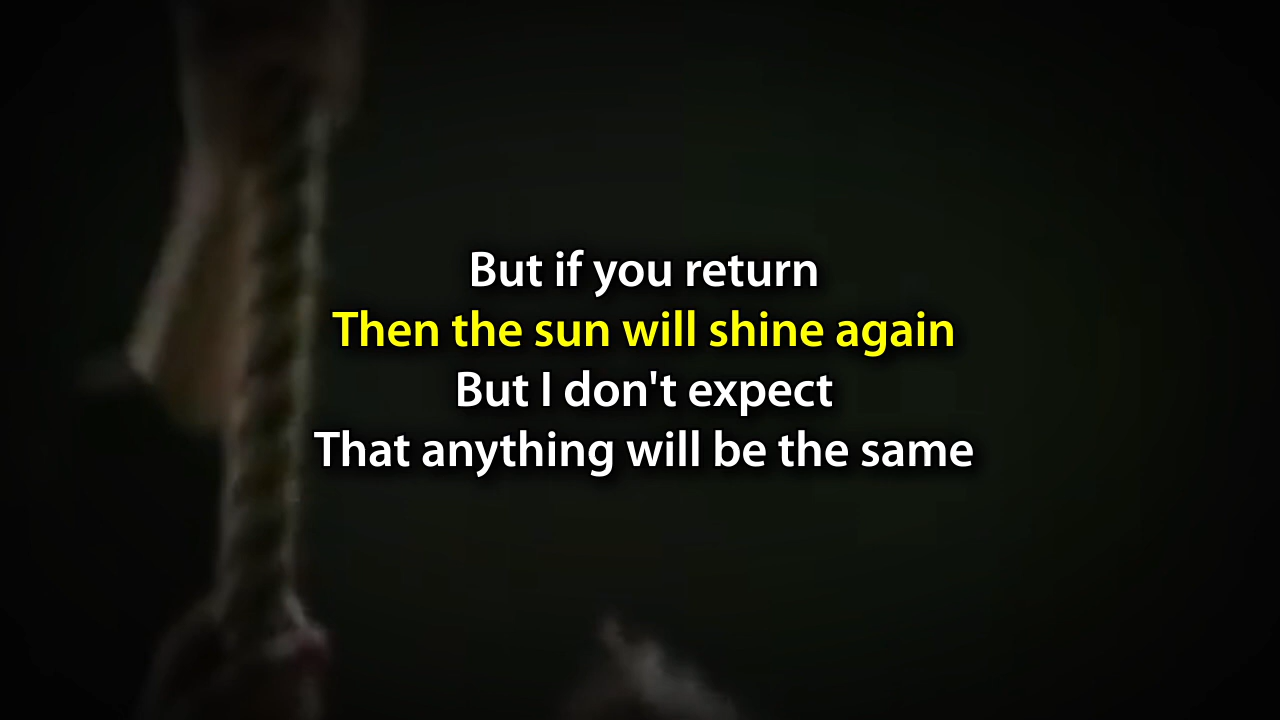 But if you return
Then the sun will shine again
But I don't expect
That anything will be the same